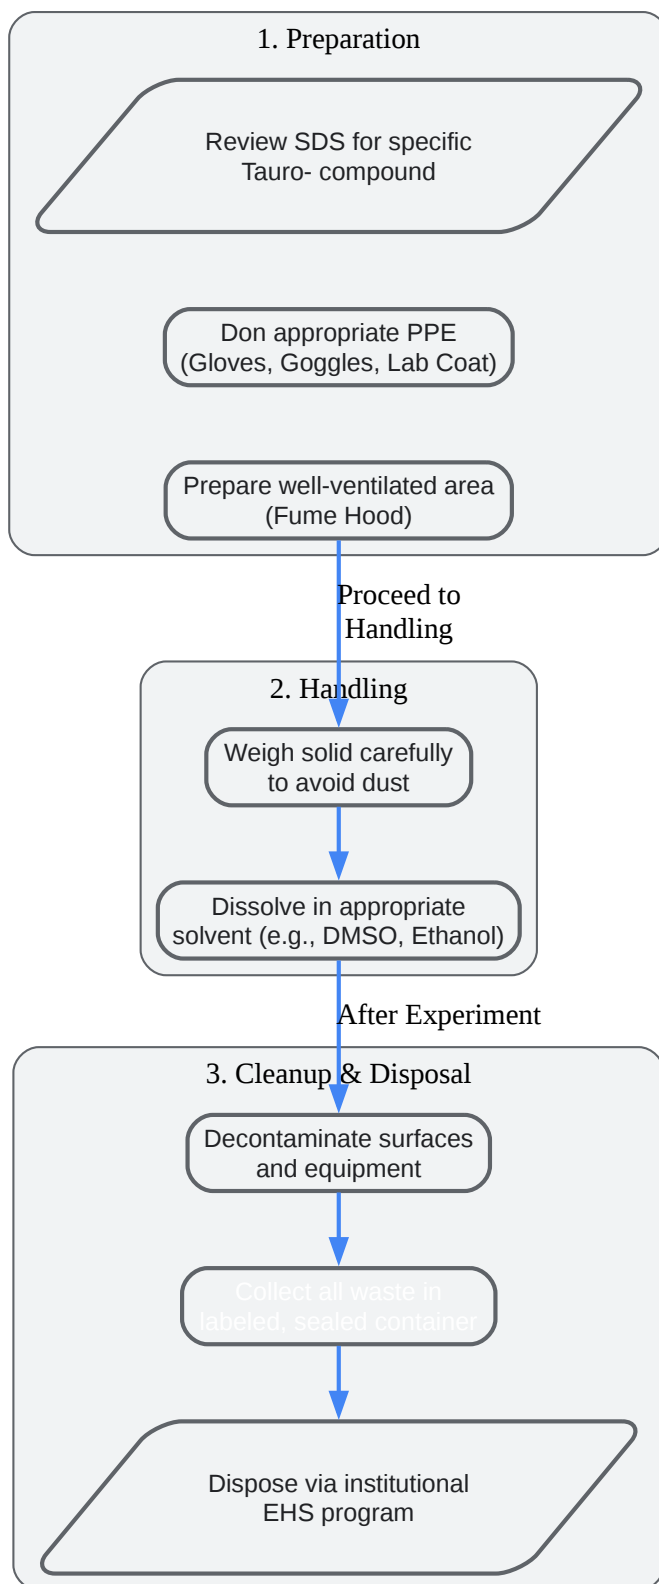 1. Preparation
Review SDS for specific
Tauro- compound
Don appropriate PPE
(Gloves, Goggles, Lab Coat)
Prepare well-ventilated area
(Fume Hood)
Proceed to
Handling
2. Handling
Weigh solid carefully
to avoid dust
Dissolve in appropriate
solvent (e.g., DMSO, Ethanol)
After Experiment
3. Cleanup & Disposal
Decontaminate surfaces
and equipment
Collect all waste in
labeled, sealed container
Dispose via institutional
EHS program